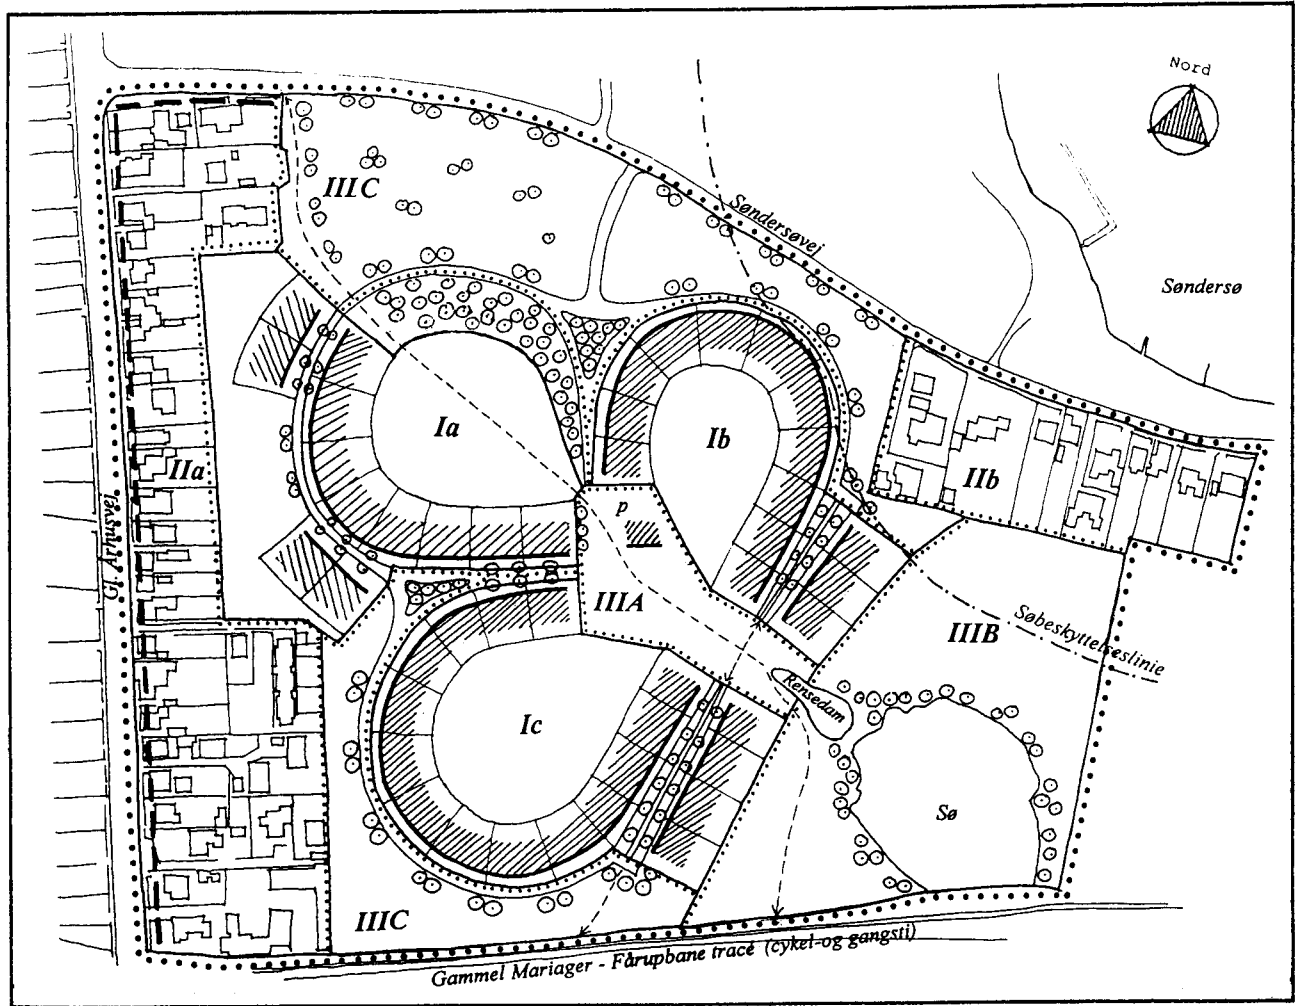 Nord
IIIC
Søndersøvej
Søndersø
Ia
Ib
IIa
IIb
p
Gl. Århusvej
IIIA
IIIB
Søbeskyttelseslinie
Rensedam
Ic
Sø
IIIC
Gammel Mariager - Fårupbane tracé (cykel-og gangsti)